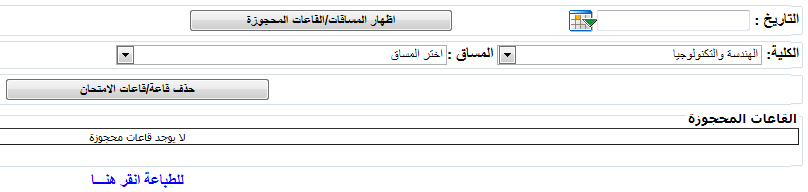 التاريخ : اظهار المساقات/القاعات المحجوزة
الكلية: الهندسة والتكنولوجيا المساق : اختر المساق
حذف قاعة/قاعات الامتحان
القاعات المحجوزة
لا يوجد قاعات محجوزة
للطباعة انقر هنـــا